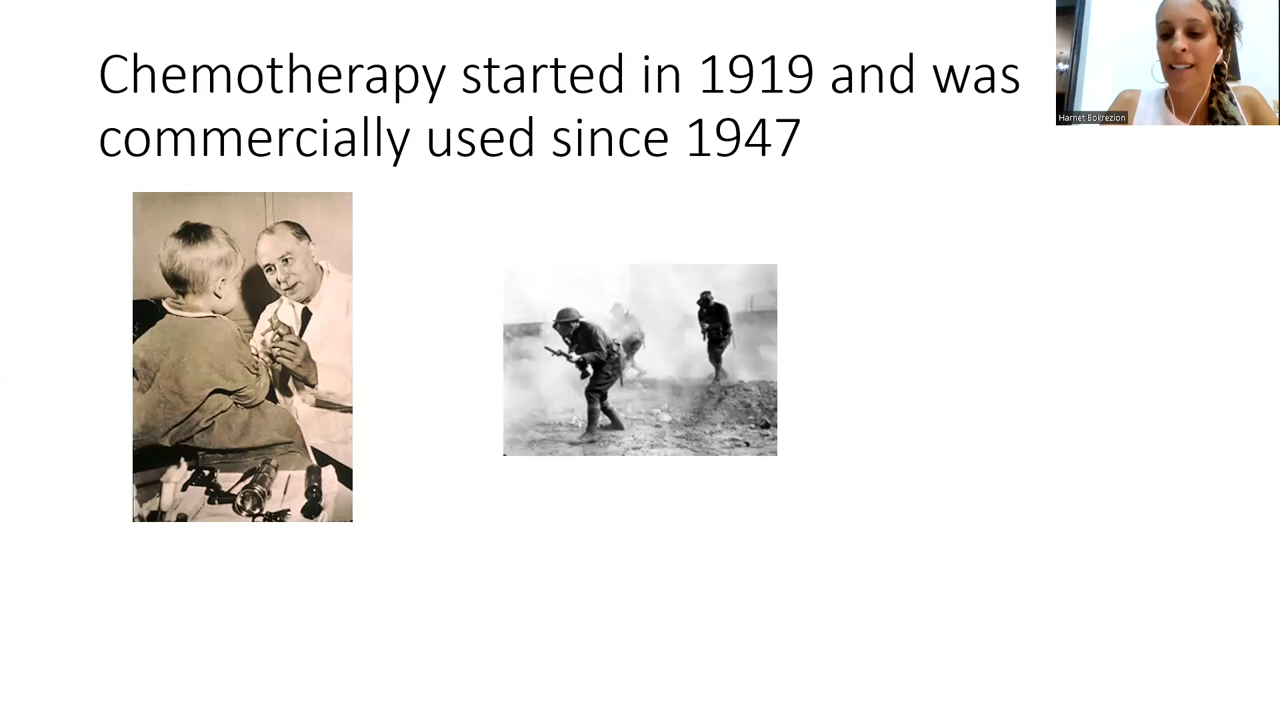 Chemotherapy started in 1919 and was
commercially used since 1947
Harnet Bokrezion